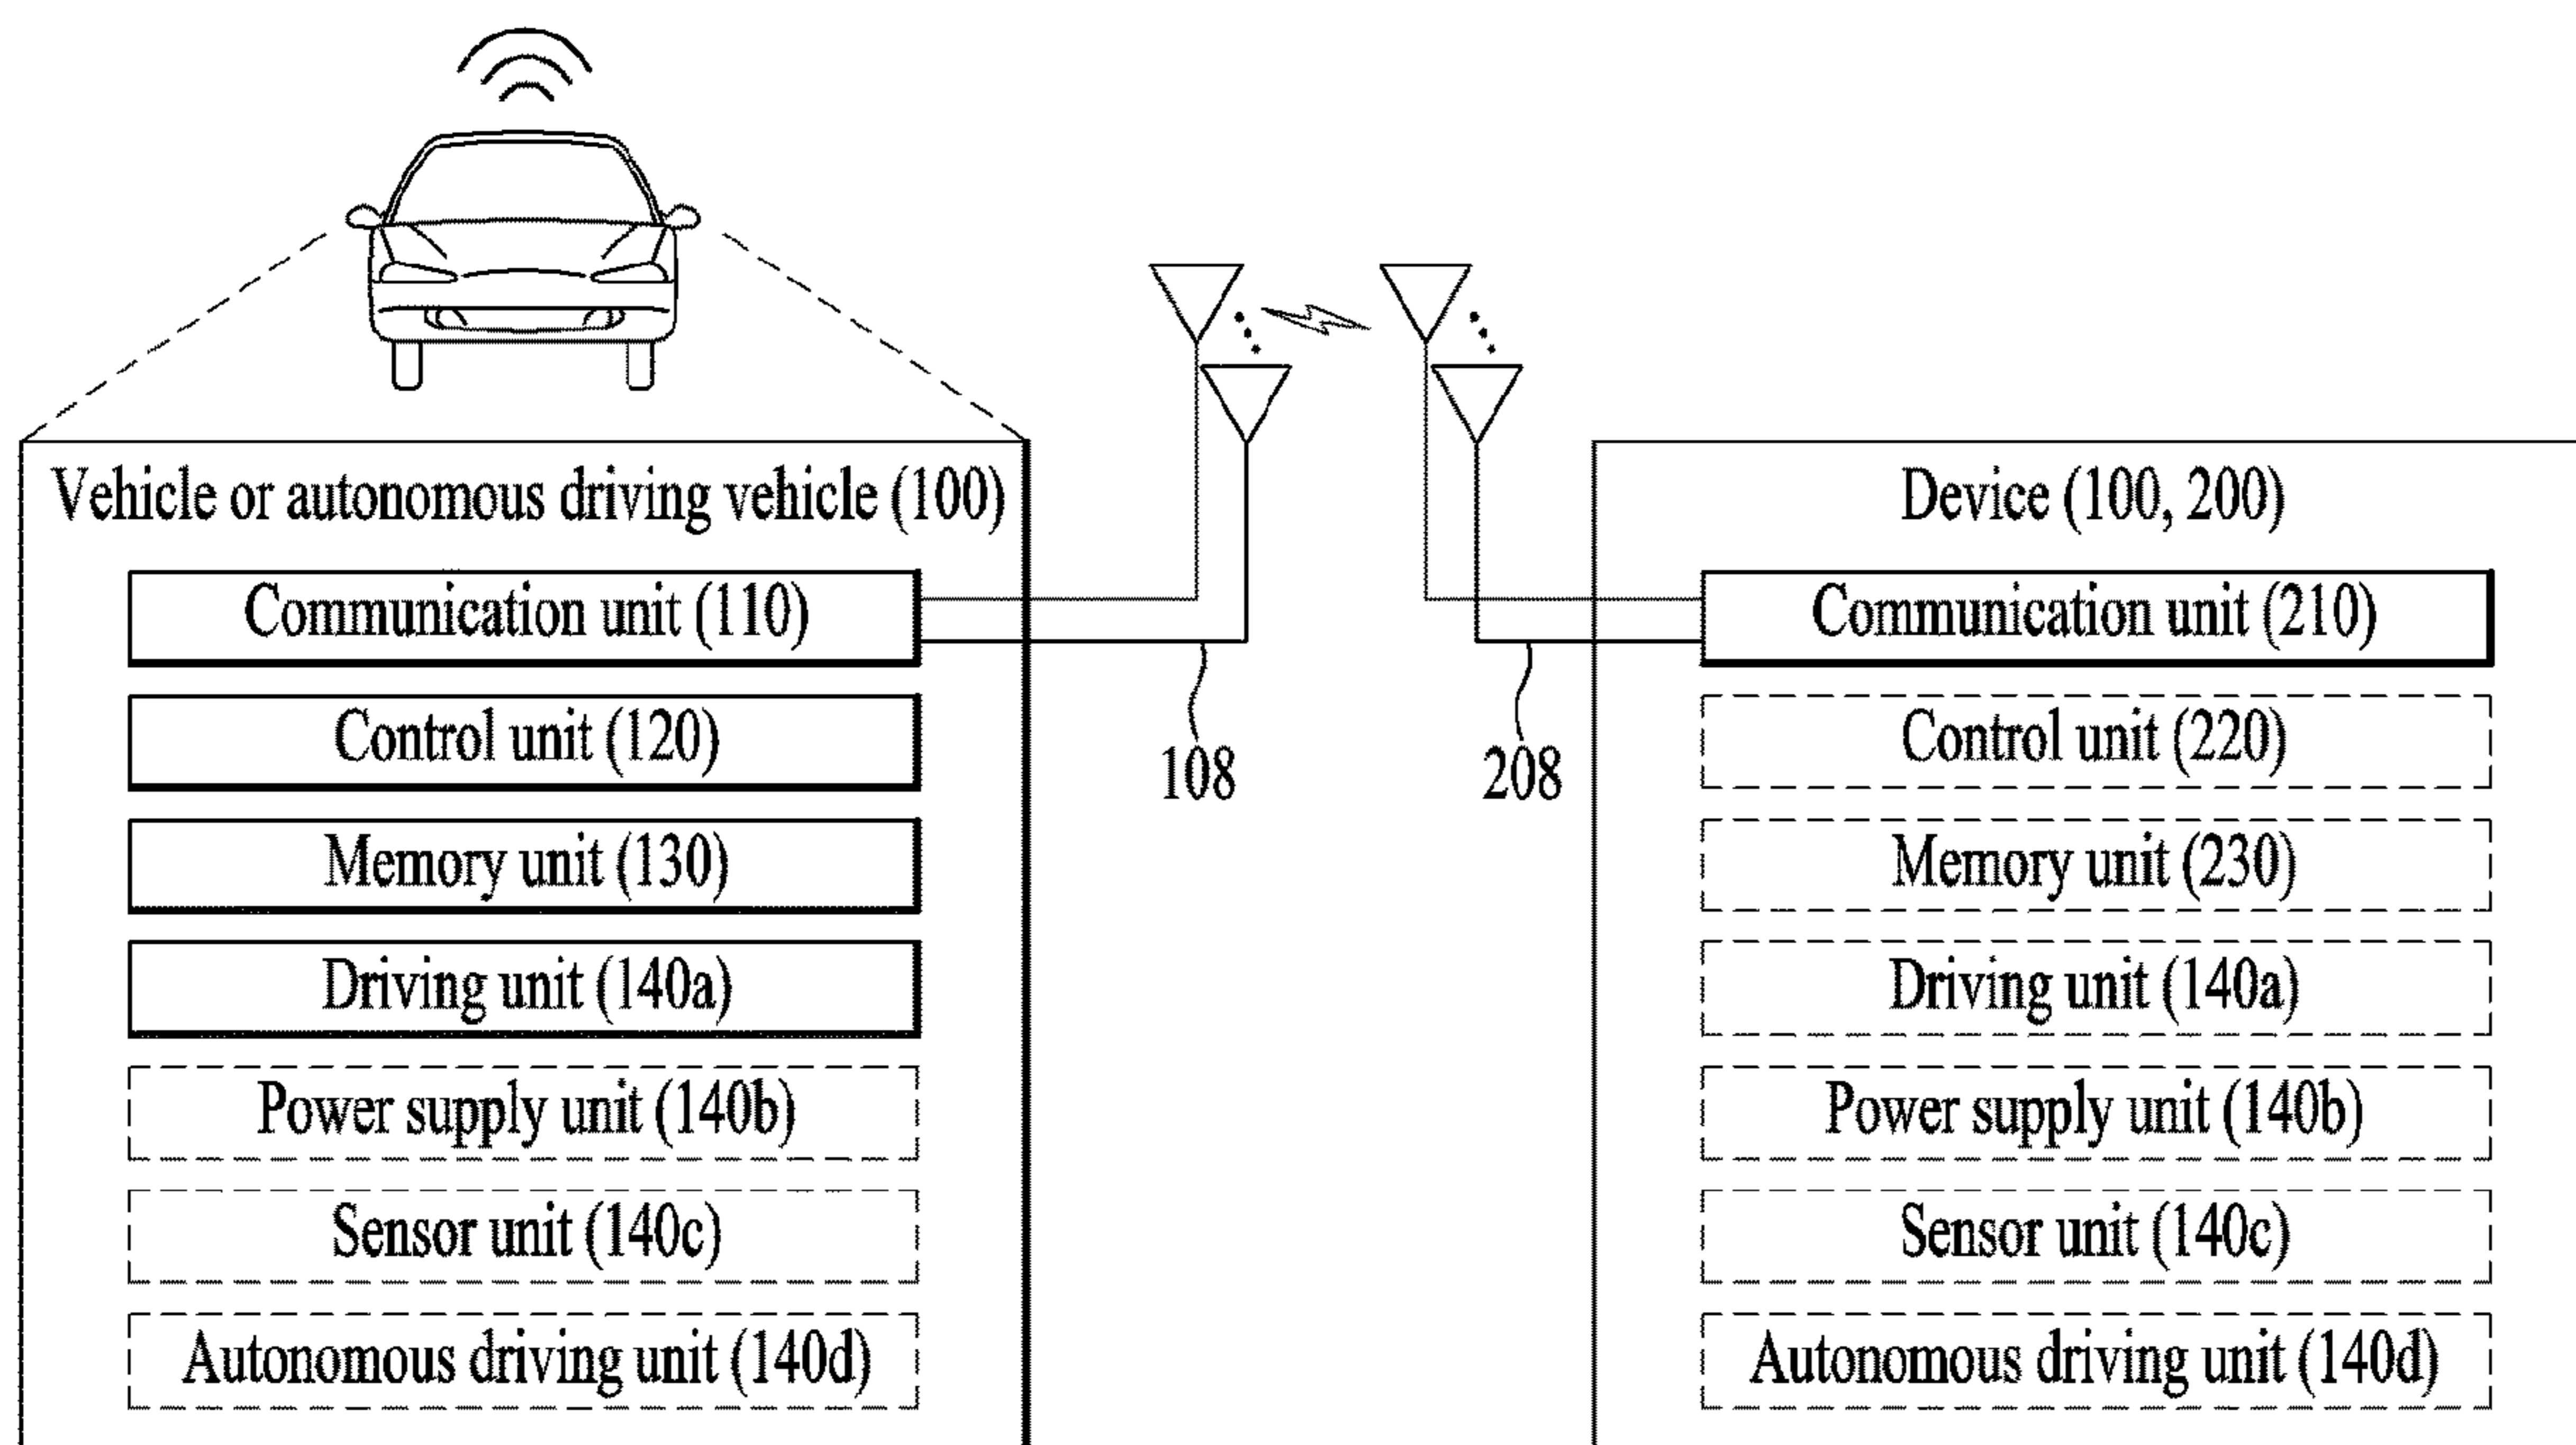 Vehicle or autonomous driving vehicle (100)
Communication unit (110)
Control unit (120)
Memory unit (130)
Driving unit (140a)
Power supply unit (140b)
Sensor unit (140c)
Autonomous driving unit (140d)
108
208
Device (100, 200)
Communication unit (210)
Control unit (220)
Memory unit (230)
Driving unit (140a)
Power supply unit (140b)
Sensor unit (140c)
Autonomous driving unit (140d)